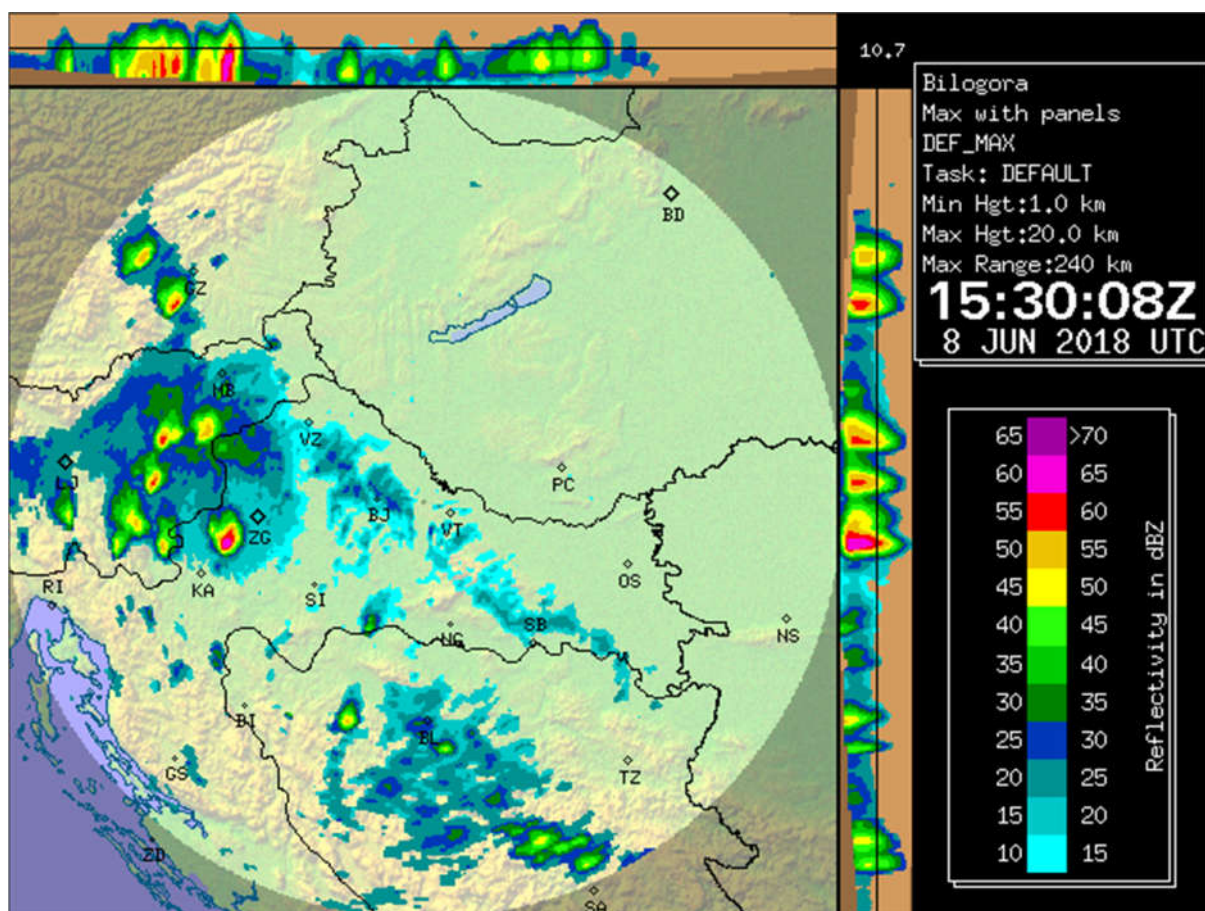 10.7
Bilogora
Max with panels
DEF_MAX
Task: DEFAULT
Min Hgt:1.0 km
Max Hgt:20.0 km
Max Range:240 km
15:30:08Z
8 JUN 2018 UTC
BD
GZ
MB
VZ
LJ
PC
BJ
VT
ZG
OS
RI
KA
SI
NG
SB
NS
BI
BL
GS
TZ
ZD
SA
65 >70
60 65
55 60
50 55
45 50
40 45
35 40
30 35
25 30
20 25
15 20
10 15
Reflectivity in dBZ